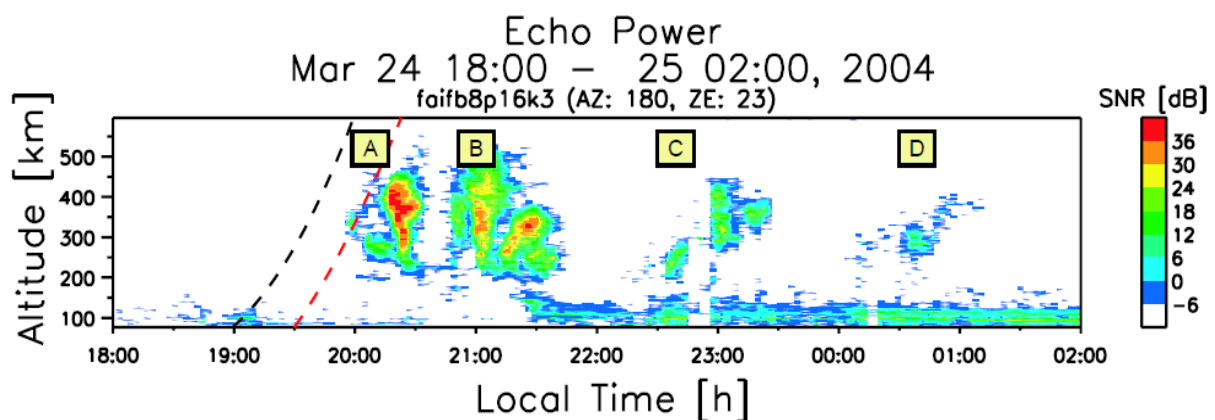 Echo Power
Mar 24 18:00 – 25 02:00, 2004
faifb8p16k3 (AZ: 180, ZE: 23)
SNR [dB]
A B C D
Altitude [km]
500
400
300
200
100
36
30
24
18
12
6
0
−6
18:00 19:00 20:00 21:00 22:00 23:00 00:00 01:00 02:00
Local Time [h]